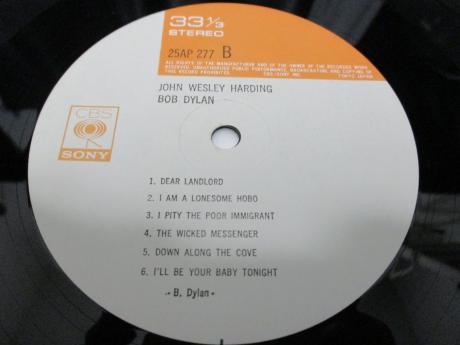 33 1/3
STEREO
25AP 277 B
ALL RIGHTS OF THE MANUFACTURER AND OF THE OWNER OF THE RECORDED WORK
RESERVED. UNAUTHORIZED PUBLIC PERFORMANCE, BROADCASTING AND COPYING OF
THIS RECORD PROHIBITED. CBS/SONY INC. TOKYO JAPAN
JOHN WESLEY HARDING
BOB DYLAN
CBS
SONY
1. DEAR LANDLORD
2. I AM A LONESOME HOBO
3. I PITY THE POOR IMMIGRANT
4. THE WICKED MESSENGER
5. DOWN ALONG THE COVE
6. I'LL BE YOUR BABY TONIGHT
- B. Dylan -